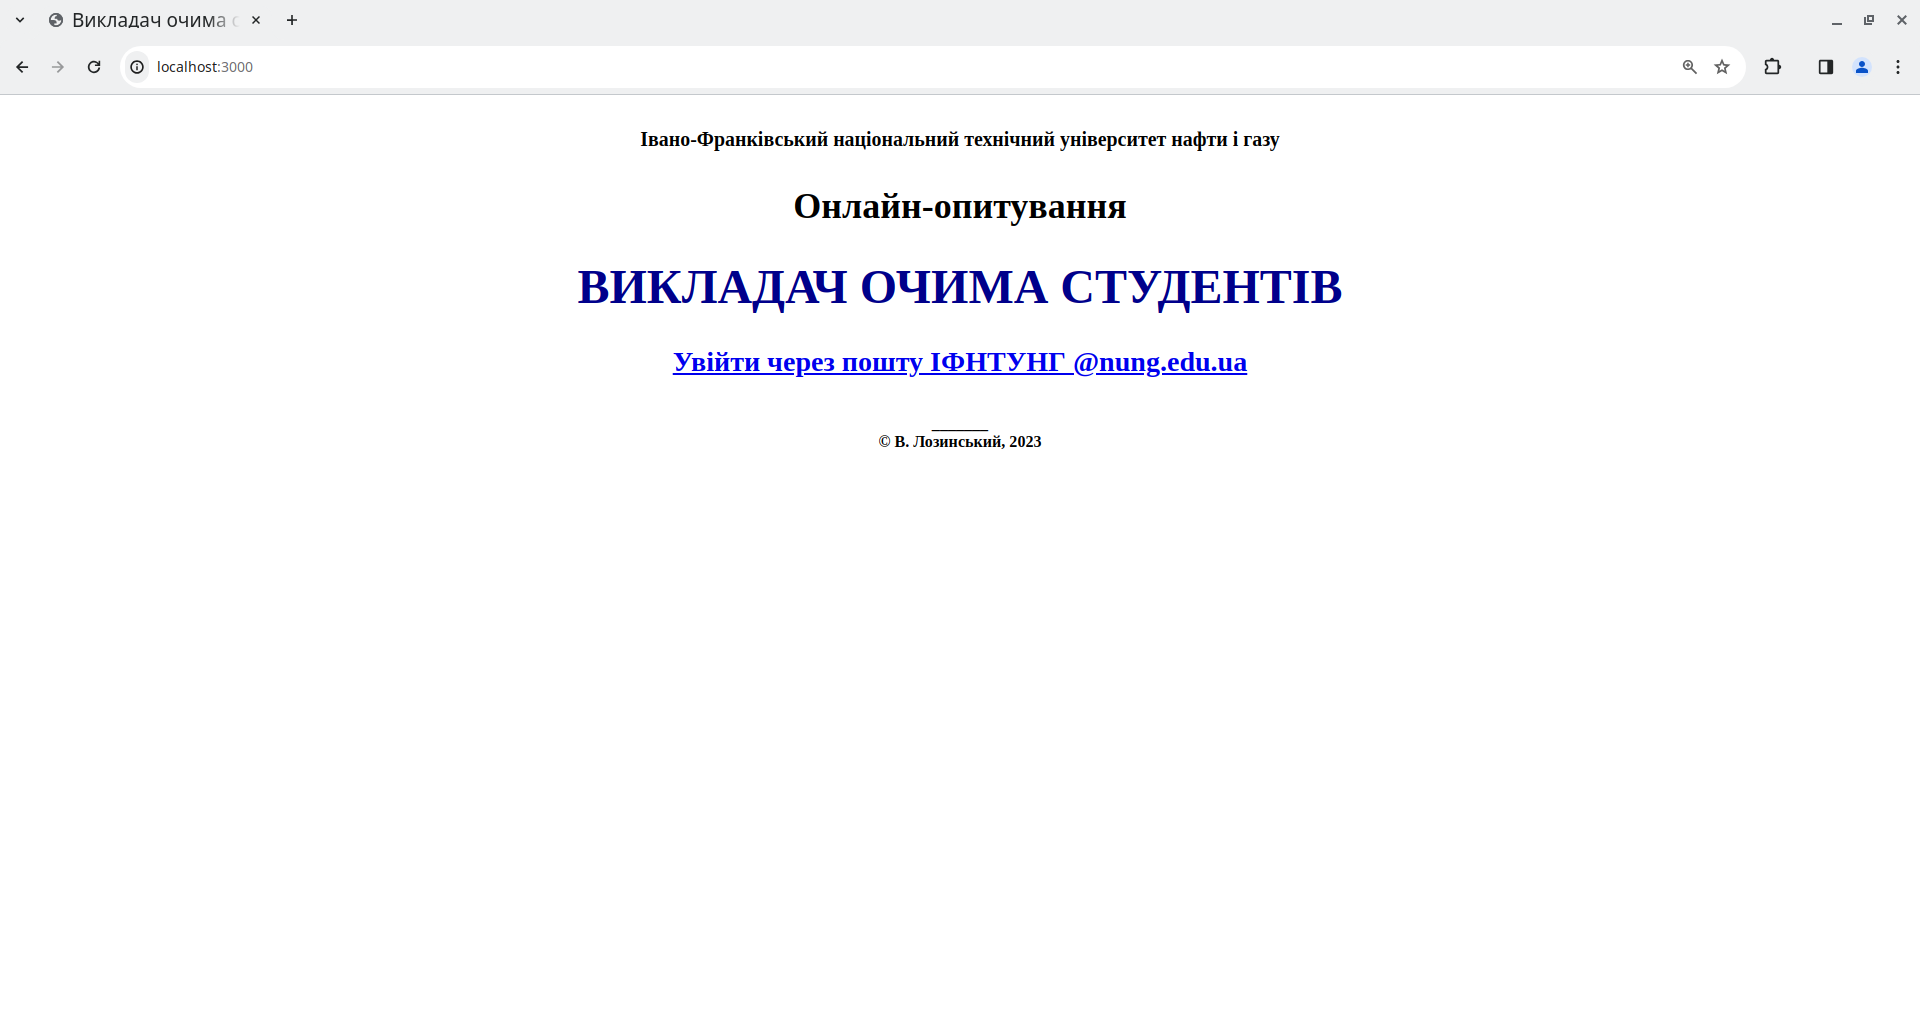 Викладач очима
localhost:3000
Івано-Франківський національний технічний університет нафти і газу
Онлайн-опитування
ВИКЛАДАЧ ОЧИМА СТУДЕНТІВ
Увійти через пошту ІФНТУНГ @nung.edu.ua
_______
© В. Лозинський, 2023